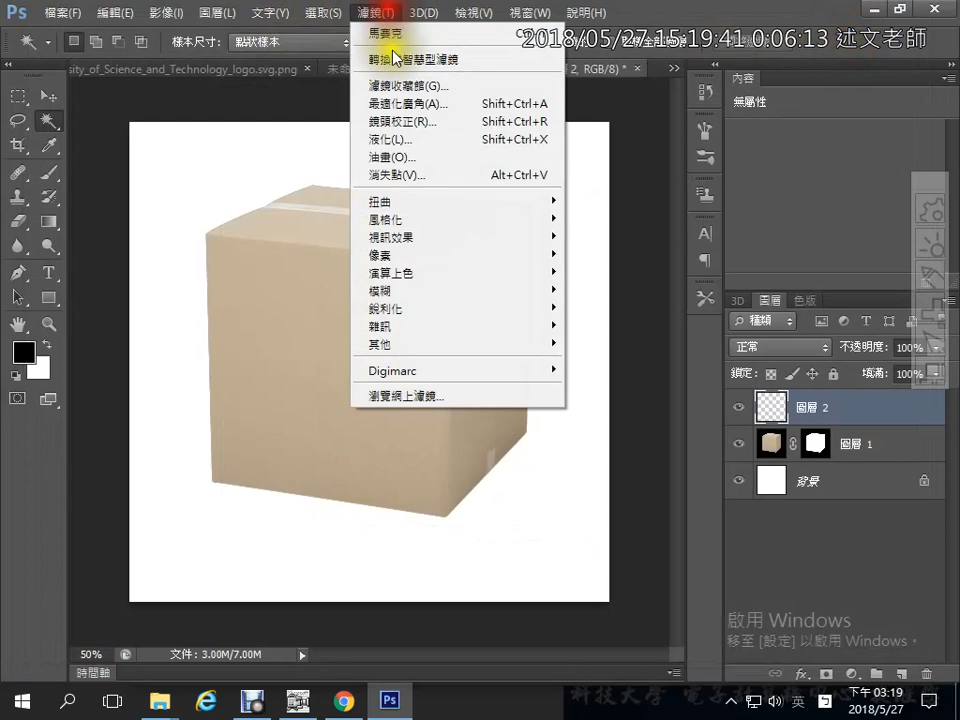 Ps 檔案(F) 編輯(E) 影像(I) 圖層(L) 文字(Y) 選取(S) 濾鏡(T) 3D(D) 檢視(V) 視窗(W) 說明(H)
樣本尺寸: 點狀樣本
2018/05/27 15:19:41 0:06:13 述文老師
ity_of_Science_and_Technology_logo.svg.png × 2, RGB/8) * ×
馬賽克
濾鏡收藏館(G)...
最適化廣角(A)... Shift+Ctrl+A
鏡頭校正(R)... Shift+Ctrl+R
液化(L)... Shift+Ctrl+X
油畫(O)...
消失點(V)... Alt+Ctrl+V
扭曲
風格化
視訊效果
像素
演算上色
模糊
銳利化
雜訊
其他
Digimarc
瀏覽網上濾鏡...
內容
無屬性
3D 圖層 色版
種類
正常 不透明度: 100%
鎖定: 填滿: 100%
圖層 2
圖層 1
背景
啟用 Windows
移至 [設定] 以啟用 Windows。
50% 文件: 3.00M/7.00M
時間軸
英
下午 03:19
2018/5/27